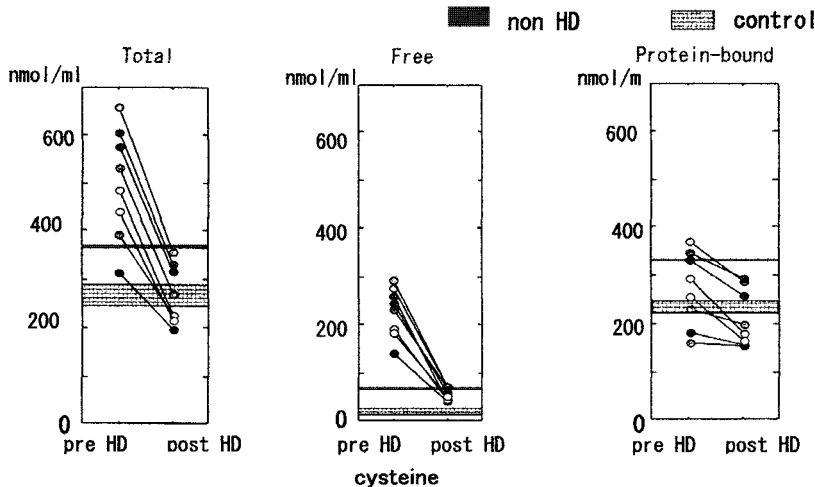 non HD control
Total Free Protein-bound
nmol/ml nmol/ml nmol/m
600 600 600
400 400 400
200 200 200
0 0 0
pre HD post HD pre HD post HD pre HD post HD
cysteine